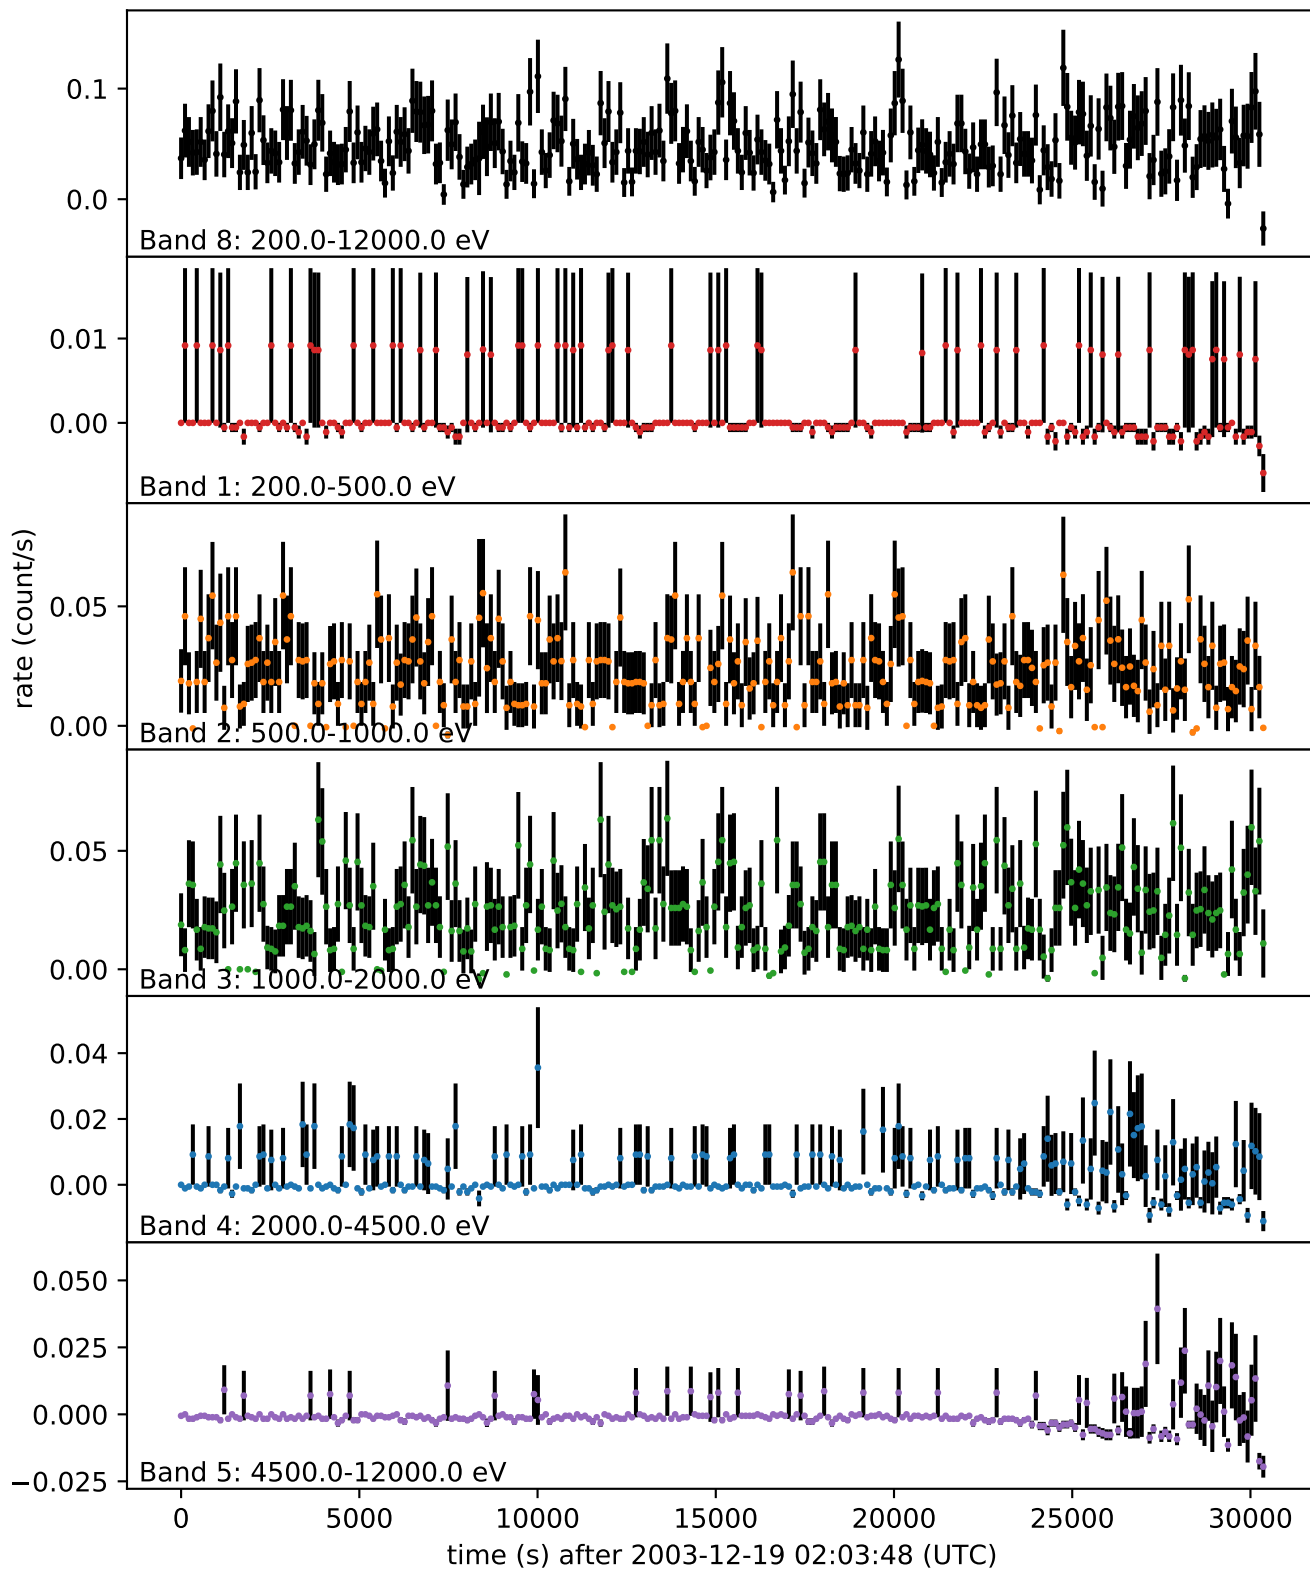 0.1
0.0
Band 8: 200.0-12000.0 eV
0.01
0.00
Band 1: 200.0-500.0 eV
rate (count/s)
0.05
0.00
Band 2: 500.0-1000.0 eV
0.05
0.00
Band 3: 1000.0-2000.0 eV
0.04
0.02
0.00
Band 4: 2000.0-4500.0 eV
0.050
0.025
0.000
−0.025
Band 5: 4500.0-12000.0 eV
0 5000 10000 15000 20000 25000 30000
time (s) after 2003-12-19 02:03:48 (UTC)